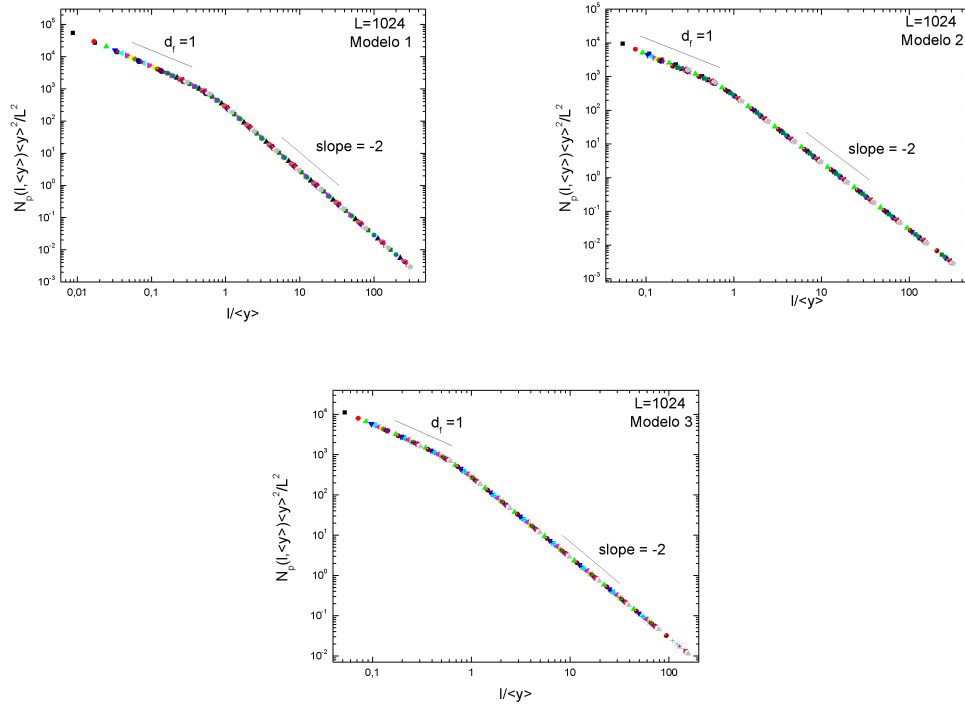 L=1024
Modelo 1
d_f = 1
slope = -2
N_p(l,<y>)<y>^2/L^2
10^5
10^4
10^3
10^2
10^1
10^0
10^-1
10^-2
10^-3
0,01
0,1
1
10
100
l/<y>
L=1024
Modelo 2
d_f = 1
slope = -2
N_p(l,<y>)<y>^2/L^2
10^5
10^4
10^3
10^2
10^1
10^0
10^-1
10^-2
10^-3
0,1
1
10
100
l/<y>
L=1024
Modelo 3
d_f = 1
slope = -2
N_p(l,<y>)<y>^2/L^2
10^4
10^3
10^2
10^1
10^0
10^-1
10^-2
0,1
1
10
100
l/<y>